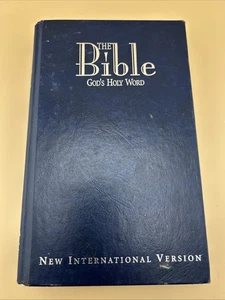 THE
Bible
GOD'S HOLY WORD
NEW INTERNATIONAL VERSION